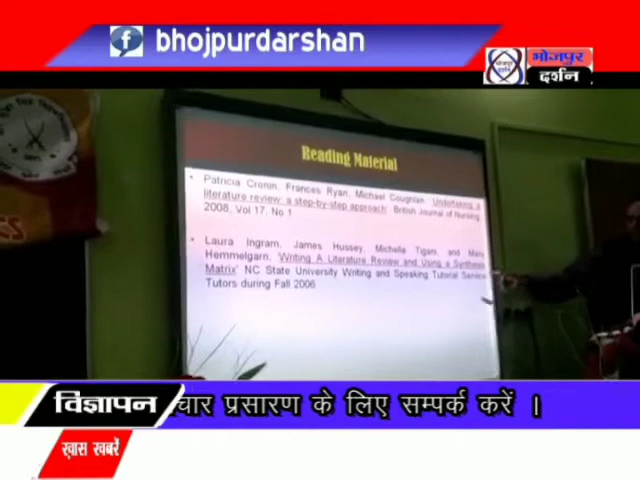 bhojpurdarshan
भोजपुर
दर्शन
Reading Material
• Patricia Cronin, Frances Ryan, Michael Coughlan, Undertaking a
literature review: a step-by-step approach' British Journal of Nursing,
2008, Vol 17, No 1
• Laura Ingram, James Hussey, Michelle Tigani, and Mary
Hemmelgarn, 'Writing A Literature Review and Using a Synthesis
Matrix' NC State University Writing and Speaking Tutorial Service
Tutors during Fall 2006
विज्ञापन
चार प्रसारण के लिए सम्पर्क करें ।
ख़ास खबरें